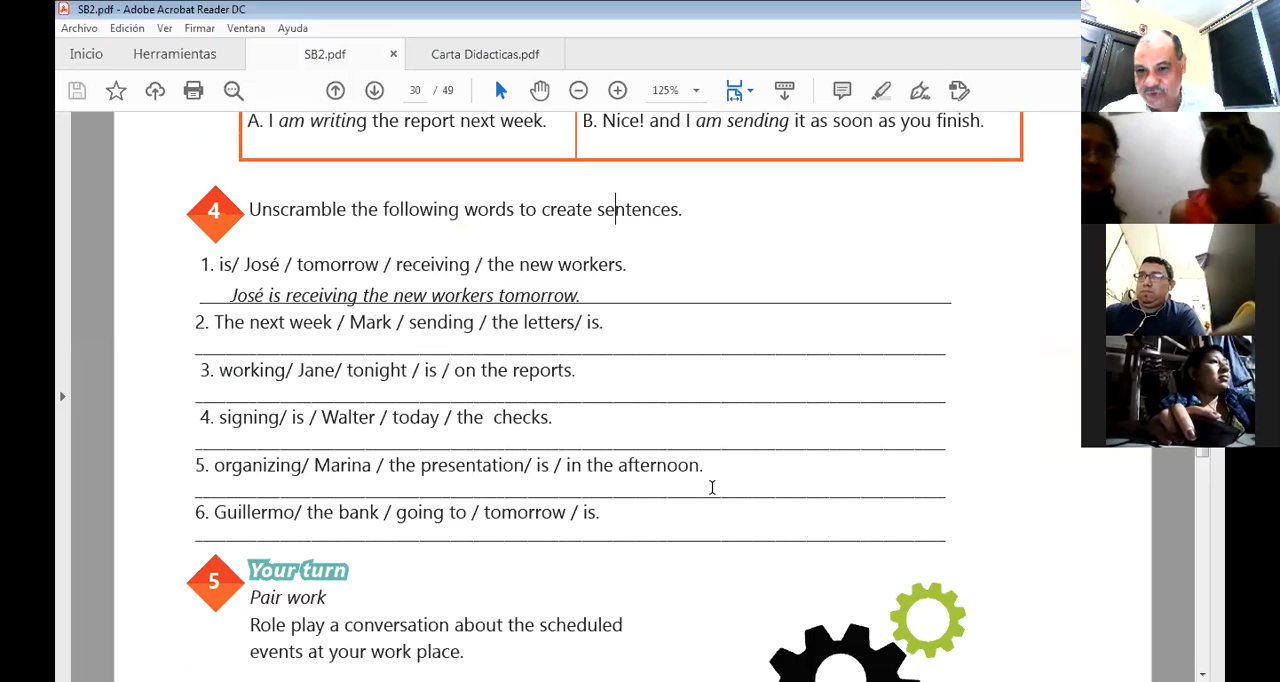 SB2.pdf - Adobe Acrobat Reader DC
Archivo Edición Ver Firmar Ventana Ayuda
Inicio Herramientas SB2.pdf × Carta Didacticas.pdf
30 / 49 125%
A. I am writing the report next week. B. Nice! and I am sending it as soon as you finish.
4 Unscramble the following words to create sentences.
1. is/ José / tomorrow / receiving / the new workers.
José is receiving the new workers tomorrow.
2. The next week / Mark / sending / the letters/ is.
3. working/ Jane/ tonight / is / on the reports.
4. signing/ is / Walter / today / the checks.
5. organizing/ Marina / the presentation/ is / in the afternoon.
6. Guillermo/ the bank / going to / tomorrow / is.
5 Your turn
Pair work
Role play a conversation about the scheduled
events at your work place.